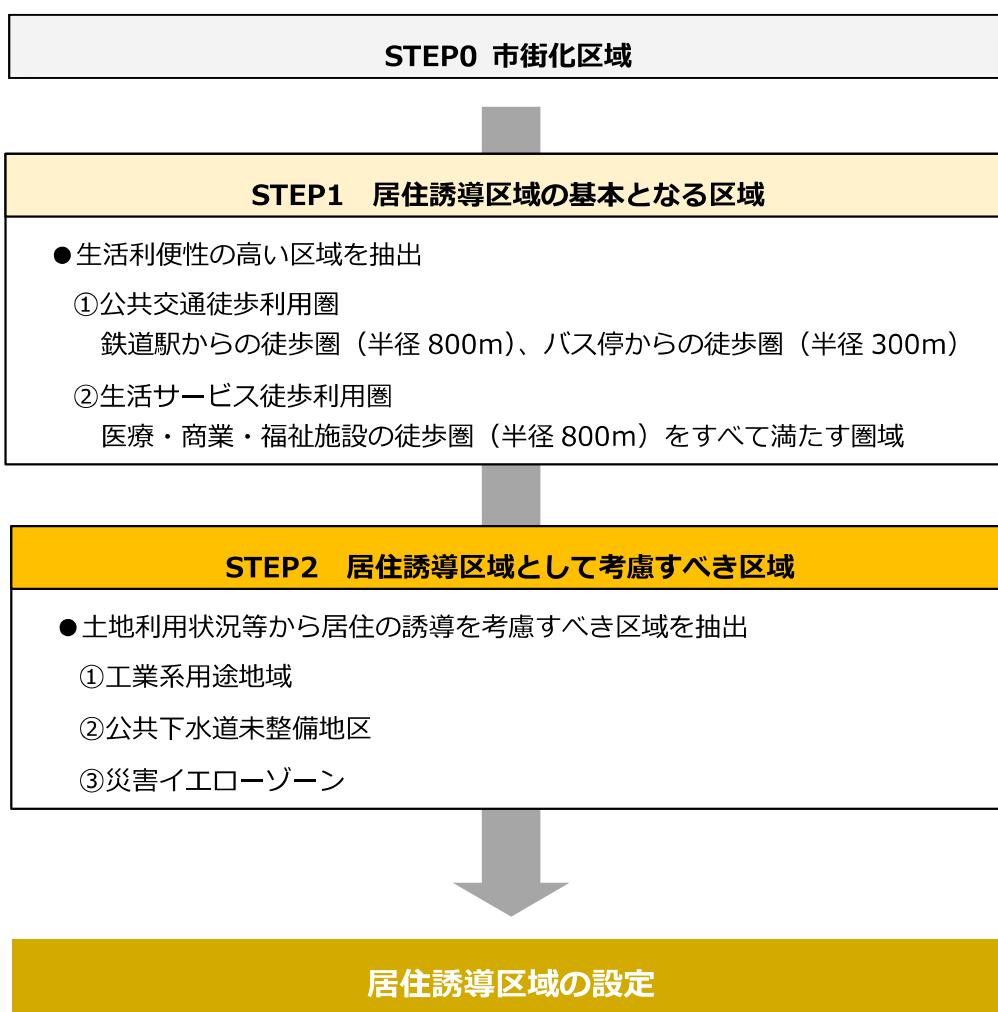 STEP0 市街化区域
STEP1　居住誘導区域の基本となる区域
●生活利便性の高い区域を抽出
①公共交通徒歩利用圏
鉄道駅からの徒歩圏（半径 800m）、バス停からの徒歩圏（半径 300m）
②生活サービス徒歩利用圏
医療・商業・福祉施設の徒歩圏（半径 800m）をすべて満たす圏域
STEP2　居住誘導区域として考慮すべき区域
●土地利用状況等から居住の誘導を考慮すべき区域を抽出
①工業系用途地域
②公共下水道未整備地区
③災害イエローゾーン
居住誘導区域の設定